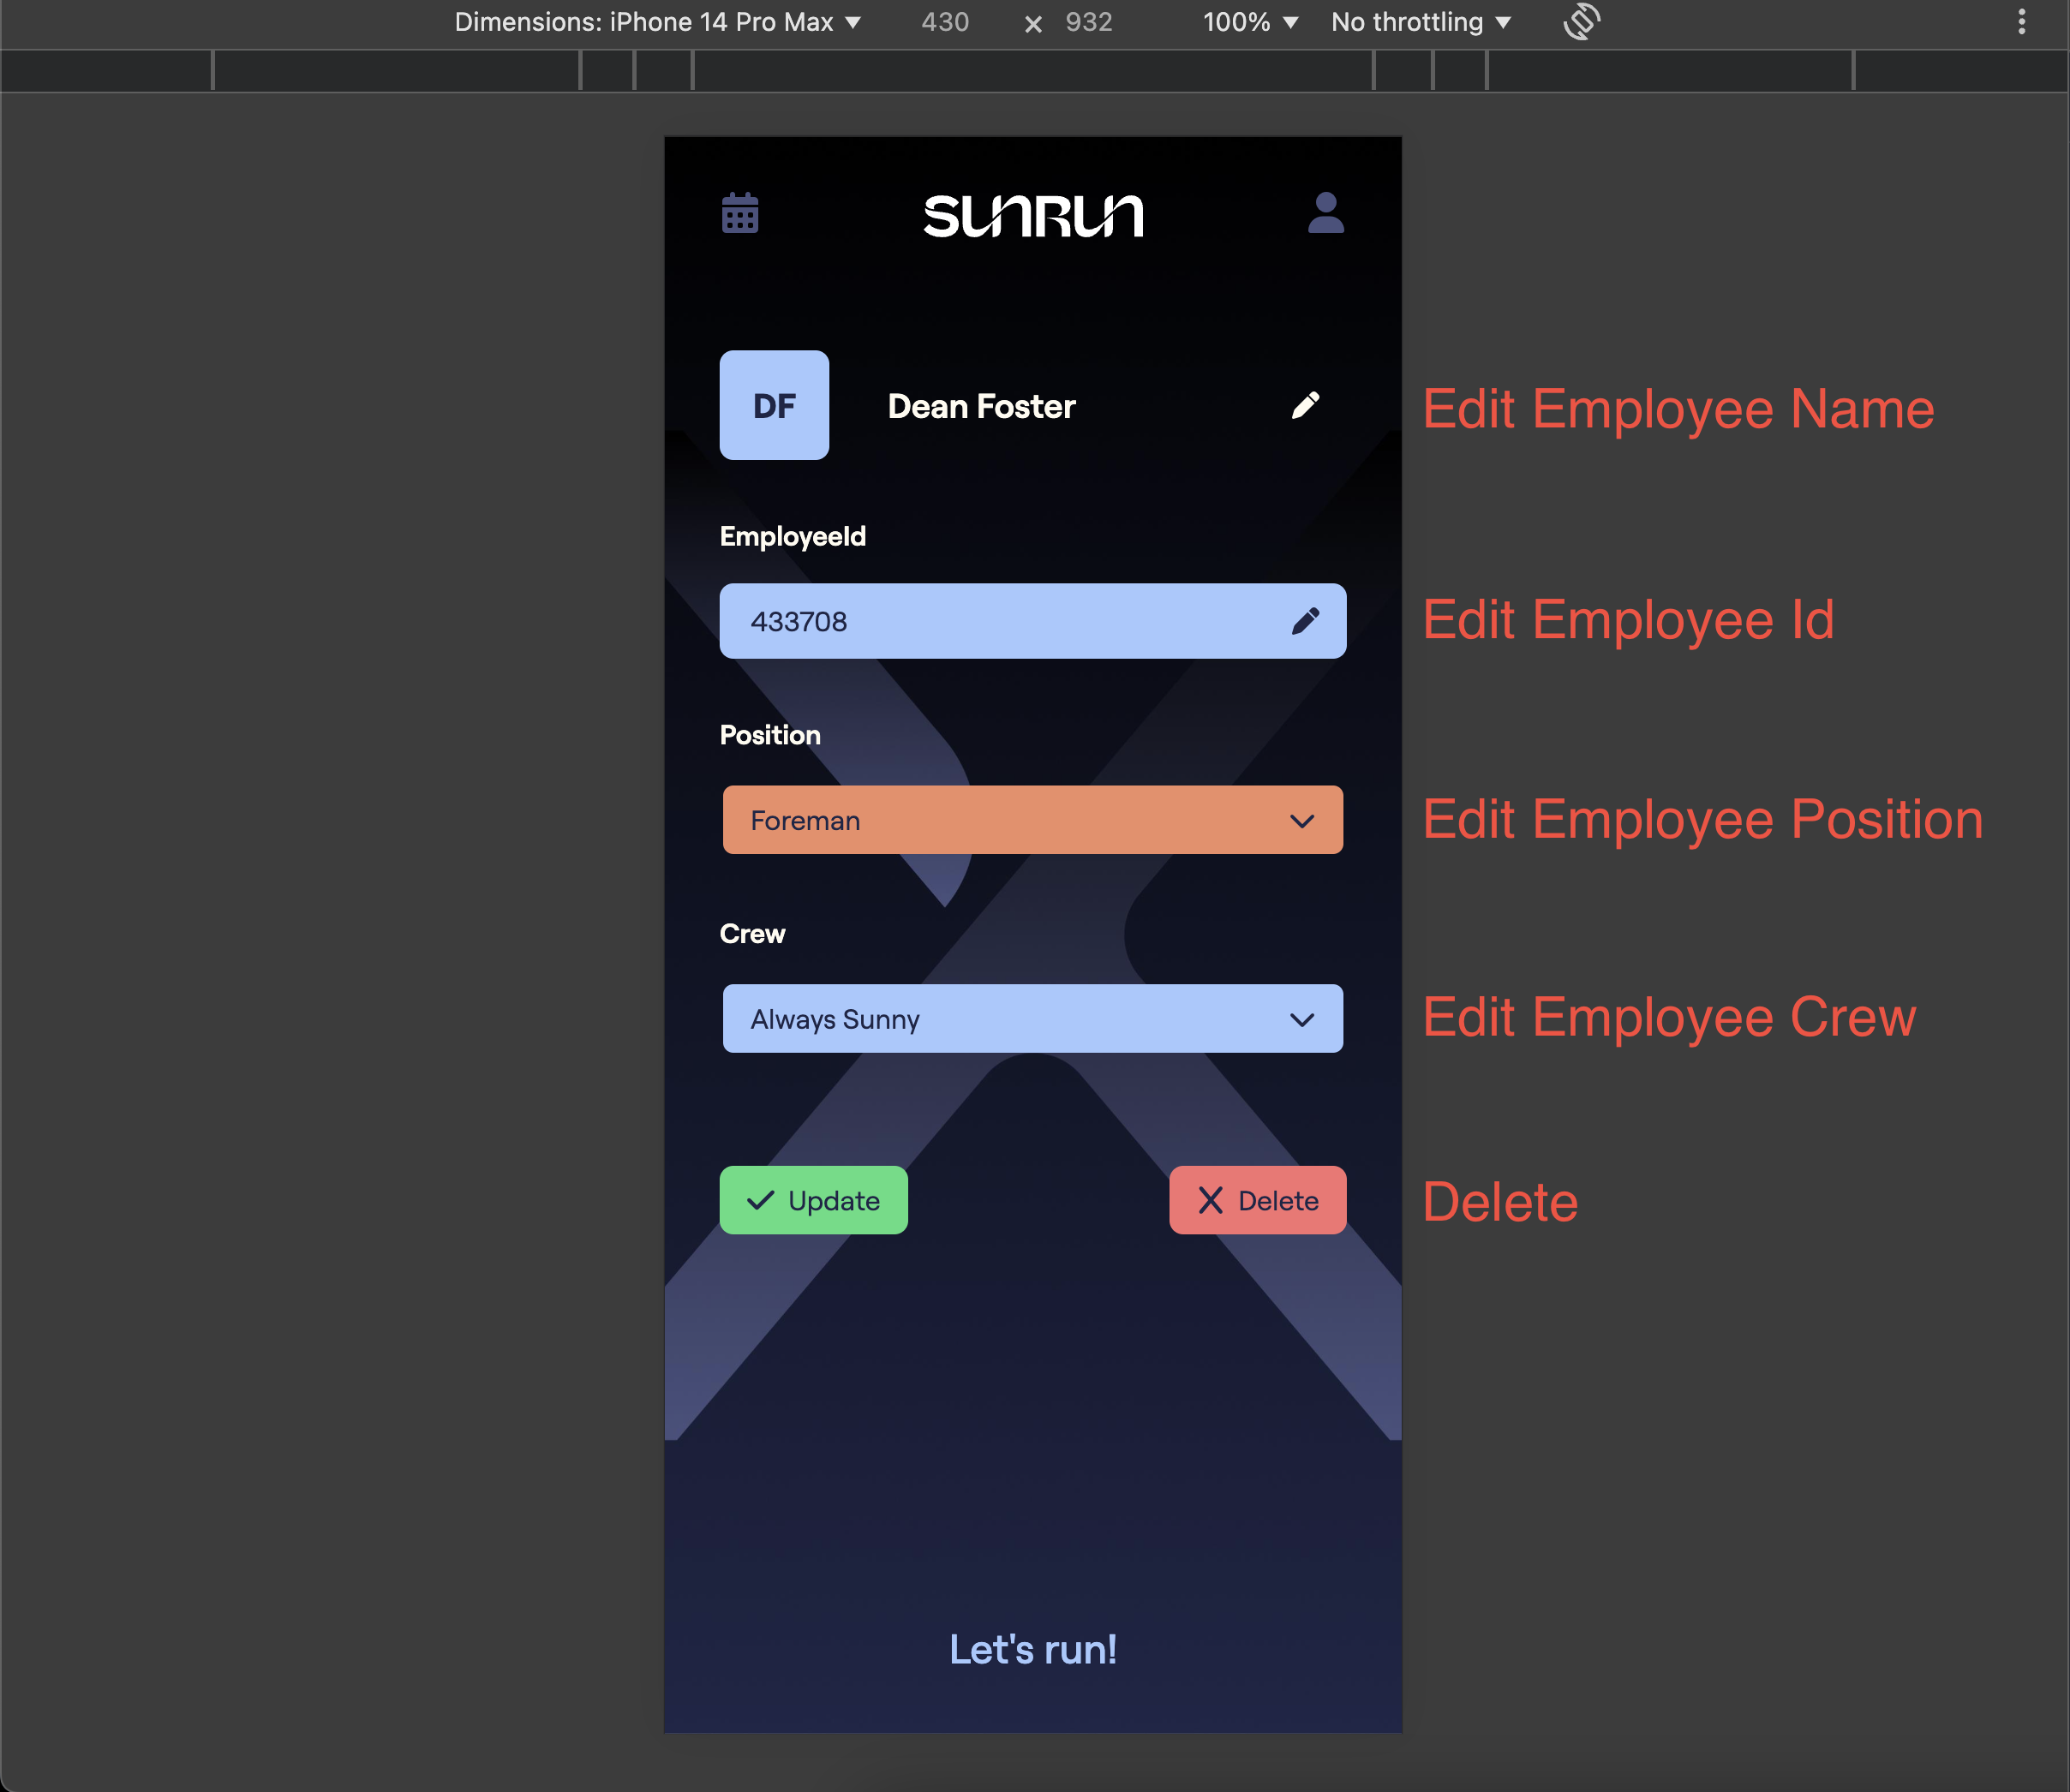 Dimensions: iPhone 14 Pro Max ▼ 430 × 932 100% ▼ No throttling ▼
sunrun
DF Dean Foster Edit Employee Name
EmployeeId
433708 Edit Employee Id
Position
Foreman Edit Employee Position
Crew
Always Sunny Edit Employee Crew
Update Delete Delete
Let's run!